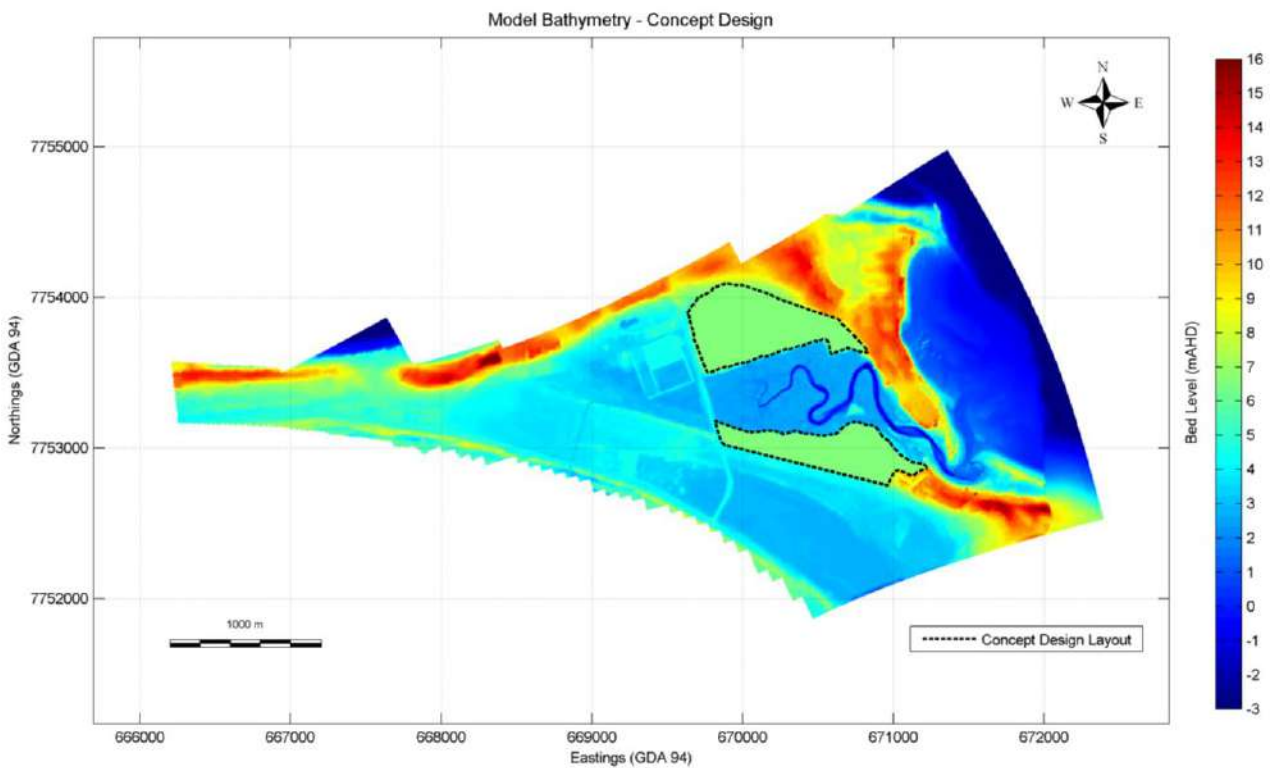 Model Bathymetry - Concept Design
N
W E
S
7755000
7754000
7753000
7752000
Northings (GDA 94)
1000 m
Concept Design Layout
666000 667000 668000 669000 670000 671000 672000
Eastings (GDA 94)
16
15
14
13
12
11
10
9
8
7
6
5
4
3
2
1
0
-1
-2
-3
Bed Level (mAHD)